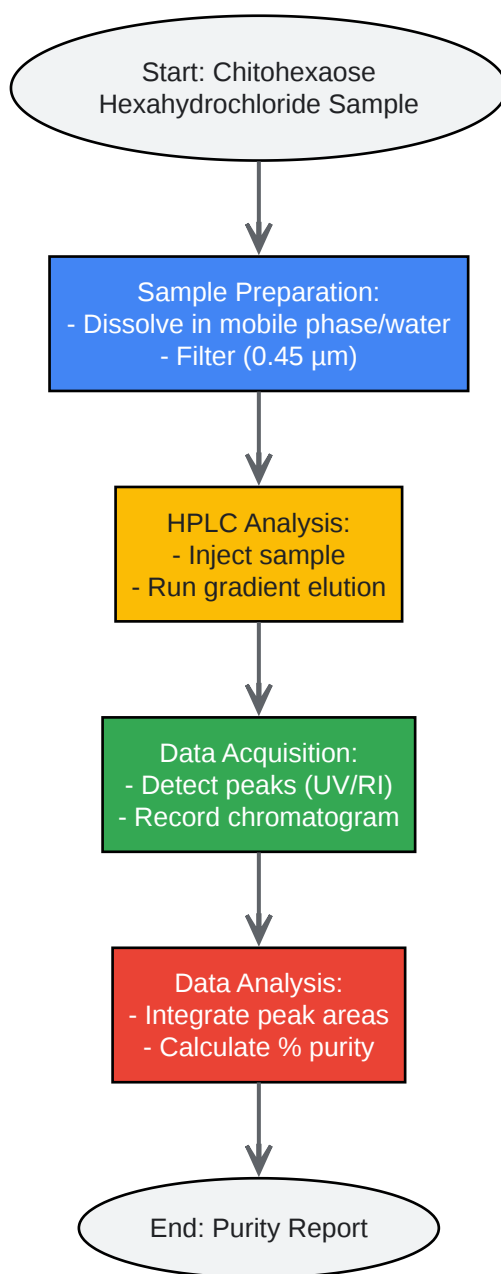 Start: Chitohexaose
Hexahydrochloride Sample
Sample Preparation:
- Dissolve in mobile phase/water
- Filter (0.45 µm)
HPLC Analysis:
- Inject sample
- Run gradient elution
Data Acquisition:
- Detect peaks (UV/RI)
- Record chromatogram
Data Analysis:
- Integrate peak areas
- Calculate % purity
End: Purity Report